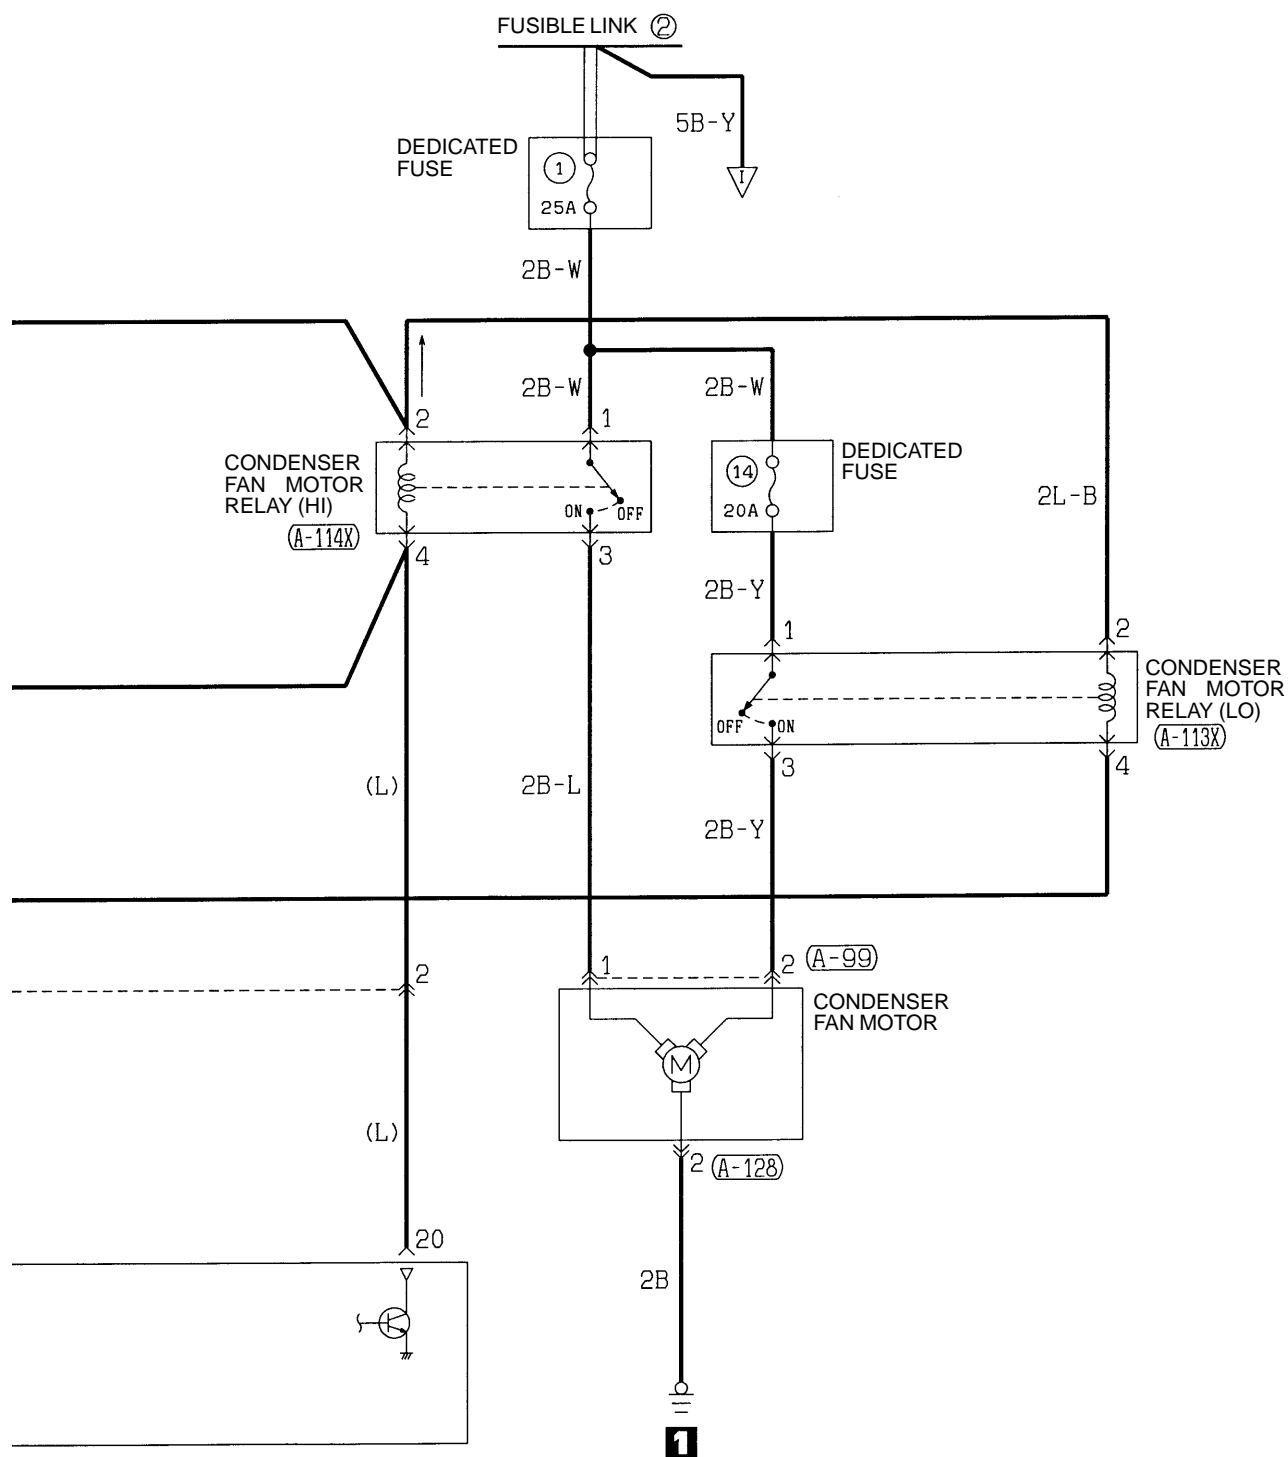 FUSIBLE LINK ②
5B-Y
DEDICATED
FUSE
1
25A
I
2B-W
2B-W
2B-W
2
1
CONDENSER
FAN MOTOR
RELAY (HI)
A-114X
ON
OFF
4
3
14
20A
DEDICATED
FUSE
2L-B
2B-Y
1
2
OFF
ON
CONDENSER
FAN MOTOR
RELAY (LO)
A-113X
3
4
(L)
2B-L
2B-Y
2
1
2
A-99
CONDENSER
FAN MOTOR
M
(L)
2
A-128
20
2B
1